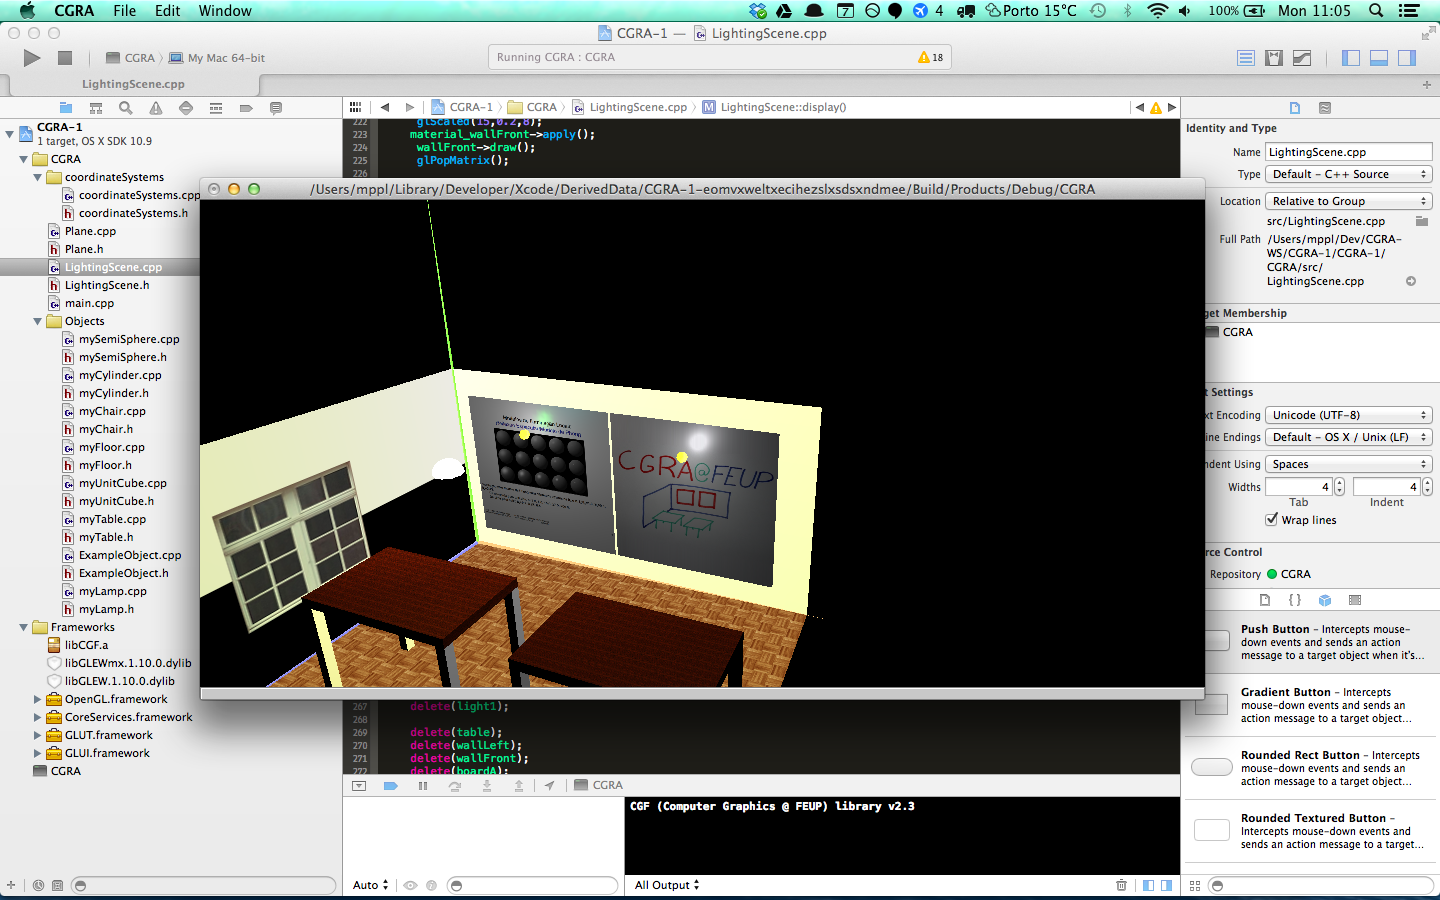 CGRA File Edit Window
4 Porto 15°C 100% Mon 11:05
CGRA-1 — LightingScene.cpp
CGRA My Mac 64-bit
Running CGRA : CGRA
18
LightingScene.cpp
CGRA-1 CGRA LightingScene.cpp LightingScene::display()
CGRA-1
1 target, OS X SDK 10.9
CGRA
coordinateSystems
coordinateSystems.cpp
coordinateSystems.h
Plane.cpp
Plane.h
LightingScene.cpp
LightingScene.h
main.cpp
Objects
mySemiSphere.cpp
mySemiSphere.h
myCylinder.cpp
myCylinder.h
myChair.cpp
myChair.h
myFloor.cpp
myFloor.h
myUnitCube.cpp
myUnitCube.h
myTable.cpp
myTable.h
ExampleObject.cpp
ExampleObject.h
myLamp.cpp
myLamp.h
Frameworks
libCGF.a
libGLEWmx.1.10.0.dylib
libGLEW.1.10.0.dylib
OpenGL.framework
CoreServices.framework
GLUT.framework
GLUI.framework
CGRA
222 glScaled(15,0.2,8);
223 material_wallFront->apply();
224 wallFront->draw();
225 glPopMatrix();
/Users/mppl/Library/Developer/Xcode/DerivedData/CGRA-1-eomvxweltxecihezslxsdsxndmee/Build/Products/Debug/CGRA
CGRA@FEUP
267 delete(light1);
268
269 delete(table);
270 delete(wallLeft);
271 delete(wallFront);
272 delete(boardA);
CGRA
CGF (Computer Graphics @ FEUP) library v2.3
Auto
All Output
Identity and Type
Name LightingScene.cpp
Type Default - C++ Source
Location Relative to Group
src/LightingScene.cpp
Full Path /Users/mppl/Dev/CGRA-
WS/CGRA-1/CGRA-1/
CGRA/src/
LightingScene.cpp
get Membership
CGRA
t Settings
xt Encoding Unicode (UTF-8)
ine Endings Default - OS X / Unix (LF)
ndent Using Spaces
Widths 4 4
Tab Indent
Wrap lines
rce Control
Repository CGRA
Push Button - Intercepts mouse-
down events and sends an action
message to a target object when it's...
Gradient Button - Intercepts
mouse-down events and sends an
action message to a target object...
Rounded Rect Button - Intercepts
mouse-down events and sends an
action message to a target object...
Rounded Textured Button -
Intercepts mouse-down events and
sends an action message to a target...